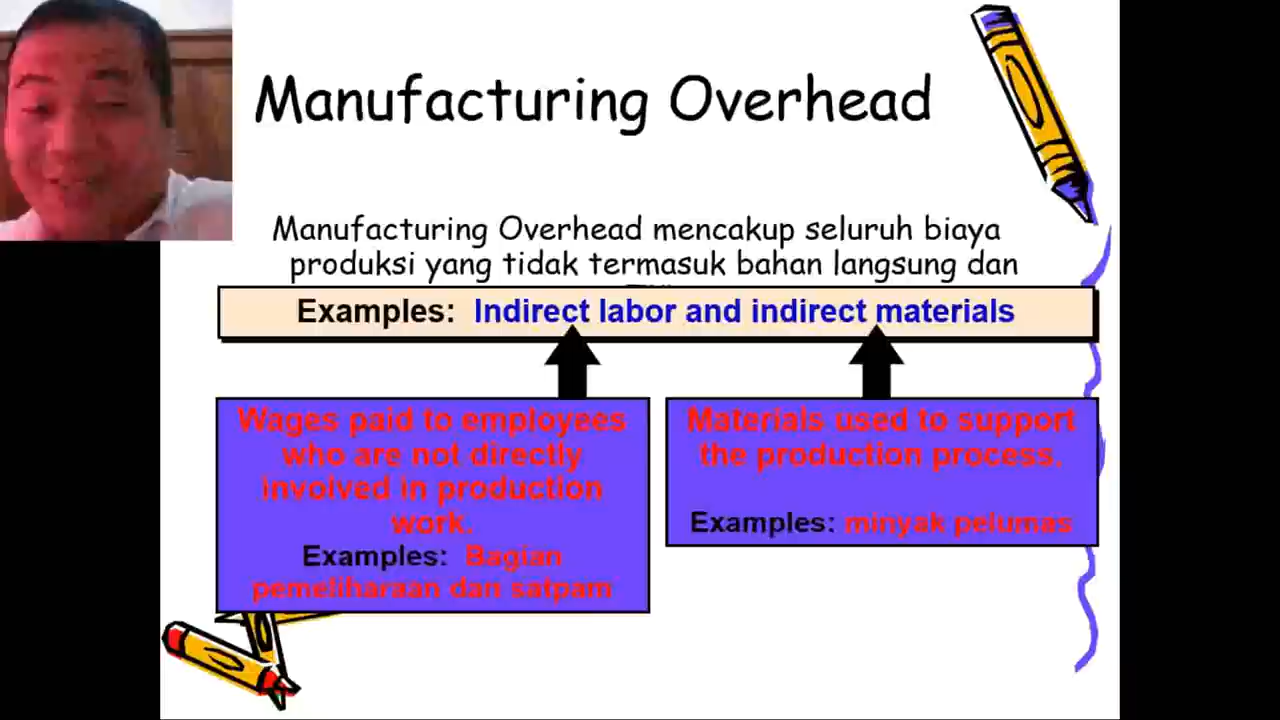 Manufacturing Overhead
Manufacturing Overhead mencakup seluruh biaya
produksi yang tidak termasuk bahan langsung dan
Examples: Indirect labor and indirect materials
Wages paid to employees
who are not directly
involved in production
work.
Examples: Bagian
pemeliharaan dan satpam
Materials used to support
the production process.
Examples: minyak pelumas